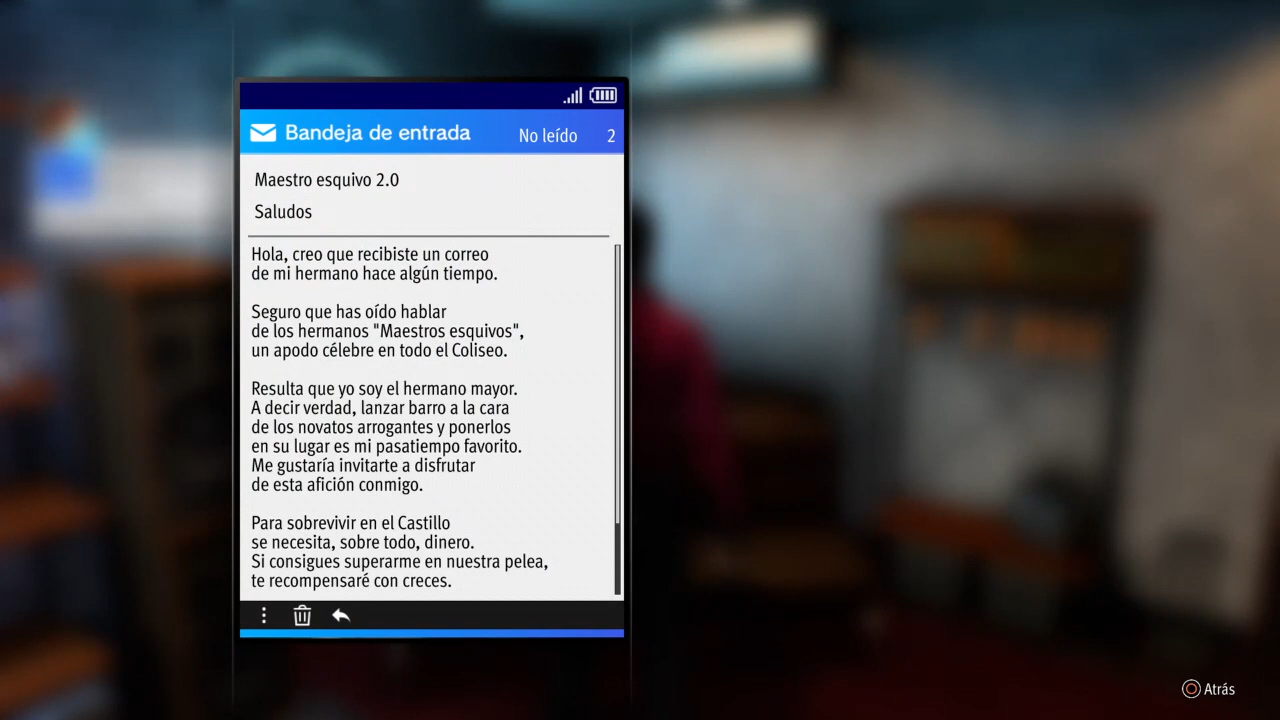 Bandeja de entrada
No leído 2
Maestro esquivo 2.0
Saludos
Hola, creo que recibiste un correo
de mi hermano hace algún tiempo.
Seguro que has oído hablar
de los hermanos "Maestros esquivos",
un apodo célebre en todo el Coliseo.
Resulta que yo soy el hermano mayor.
A decir verdad, lanzar barro a la cara
de los novatos arrogantes y ponerlos
en su lugar es mi pasatiempo favorito.
Me gustaría invitarte a disfrutar
de esta afición conmigo.
Para sobrevivir en el Castillo
se necesita, sobre todo, dinero.
Si consigues superarme en nuestra pelea,
te recompensaré con creces.
Atrás